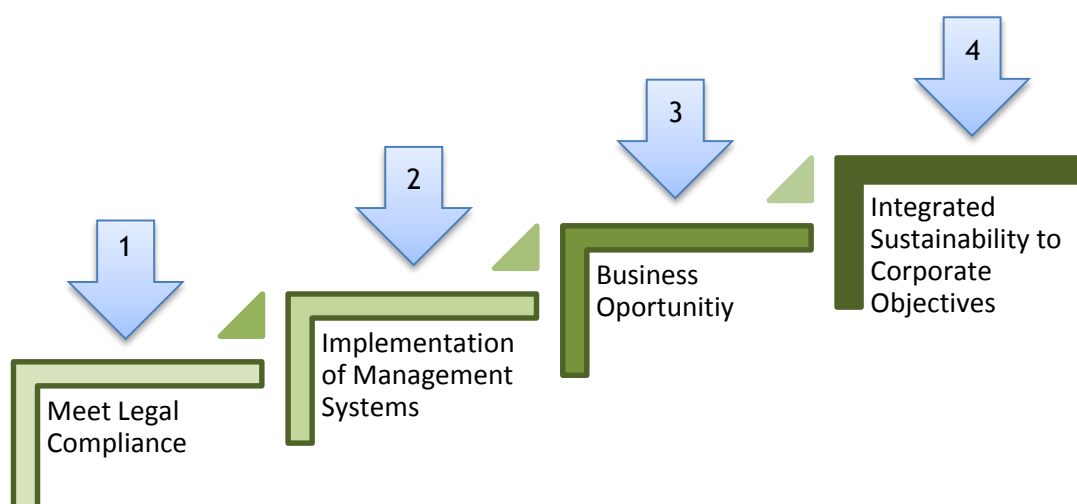 1
Meet Legal
Compliance
2
Implementation
of Management
Systems
3
Business
Oportunitiy
4
Integrated
Sustainability to
Corporate
Objectives